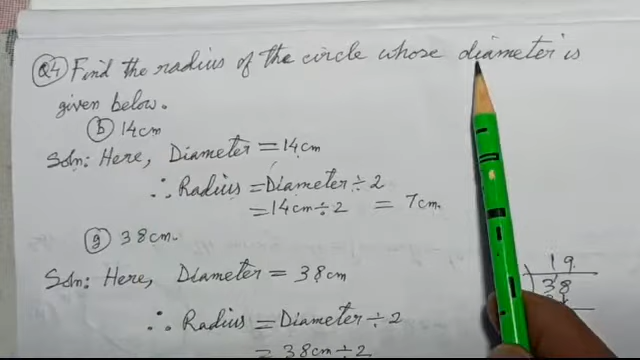 Q4 Find the radius of the circle whose diameter is
given below.
b 14cm
Soln: Here, Diameter = 14cm
∴ Radius = Diameter ÷ 2
= 14cm ÷ 2 = 7cm.
g 38cm.
Soln: Here, Diameter = 38cm
19
38
∴ Radius = Diameter ÷ 2
= 38cm ÷ 2